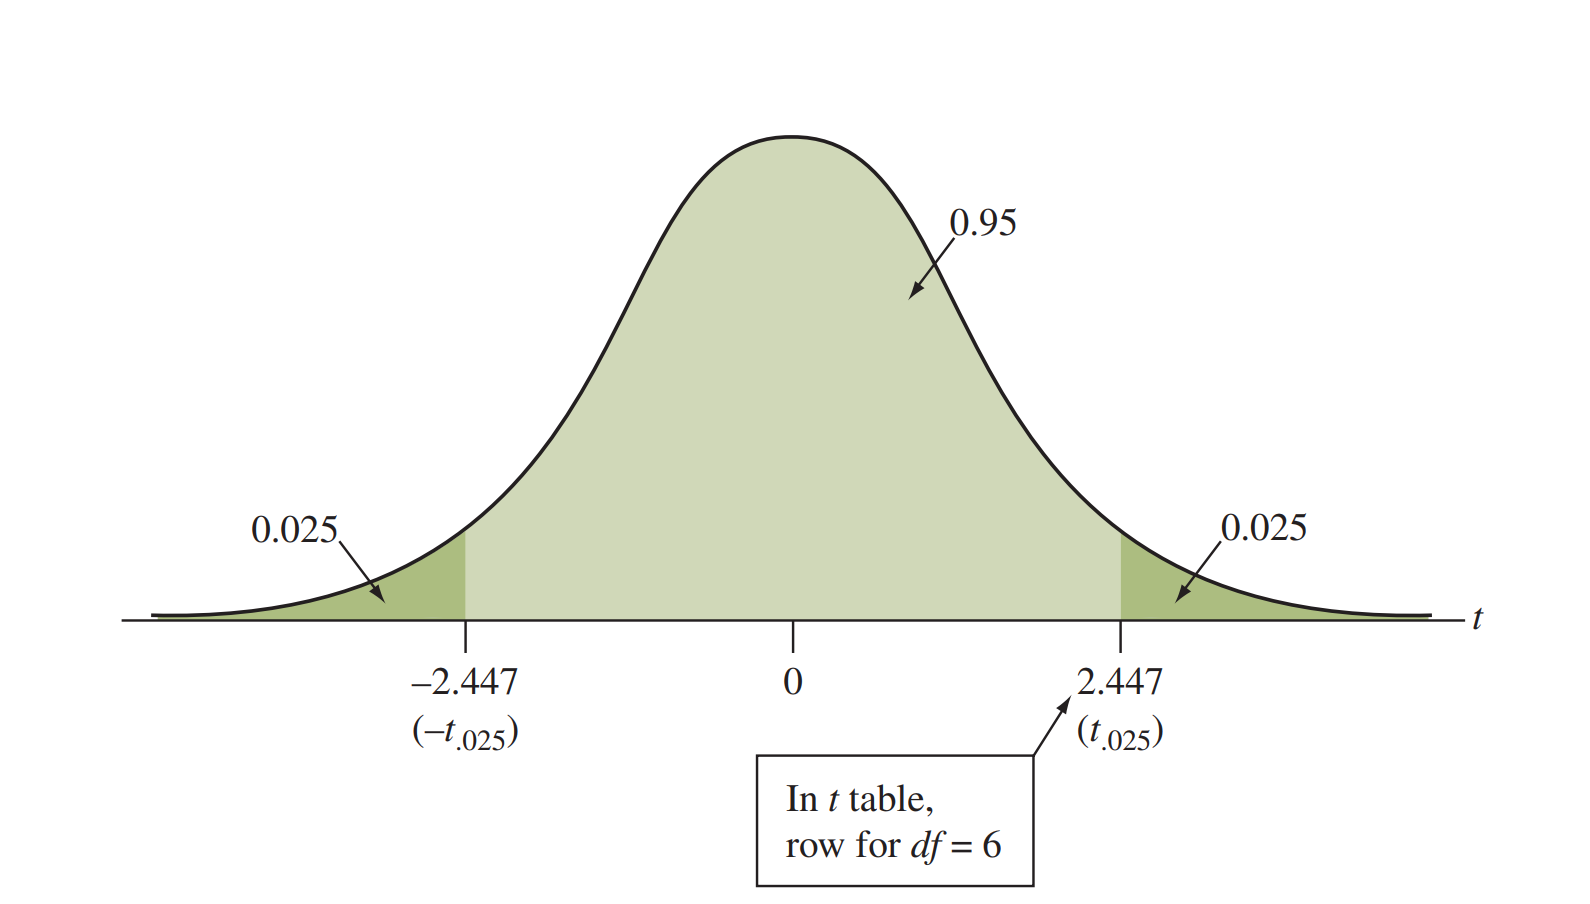 0.95
0.025
0.025
t
–2.447
0
2.447
(–t.025)
(t.025)
In t table,
row for df = 6